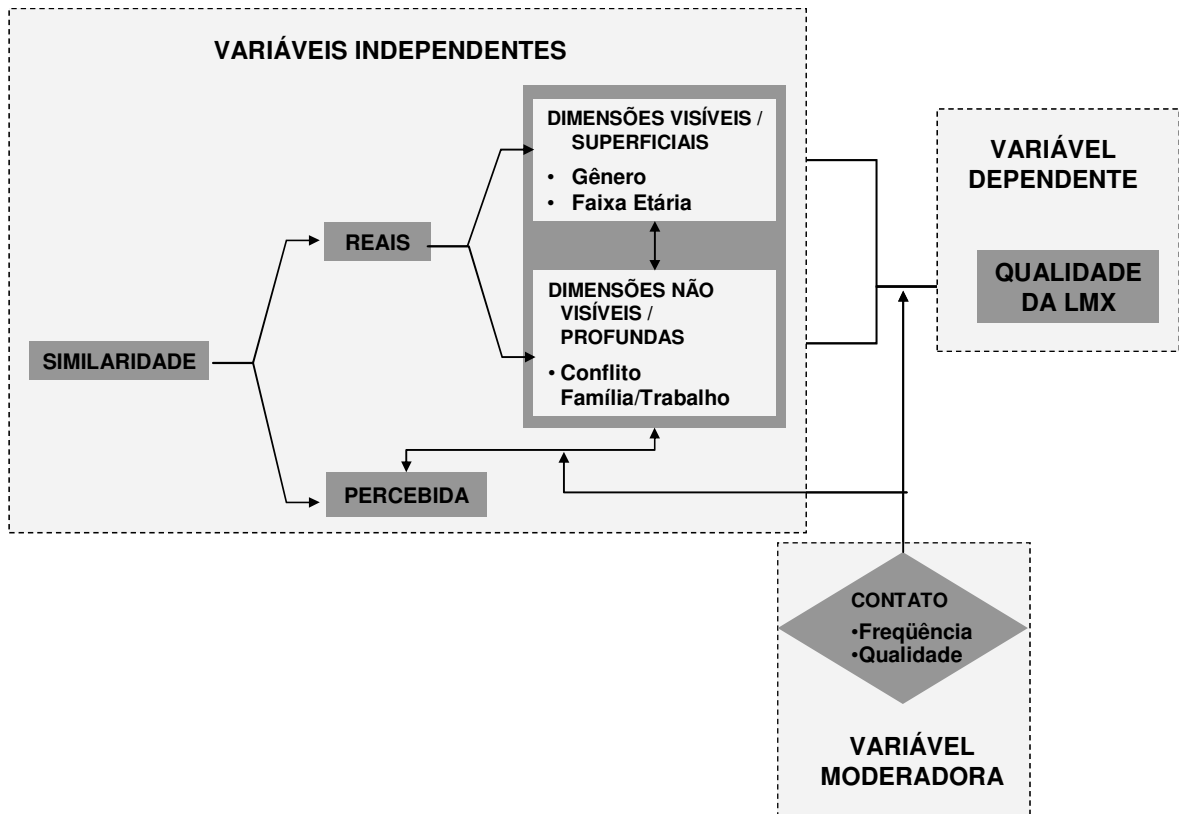 VARIÁVEIS INDEPENDENTES
DIMENSÕES VISÍVEIS /
SUPERFICIAIS
• Gênero
• Faixa Etária
REAIS
DIMENSÕES NÃO
VISÍVEIS /
PROFUNDAS
• Conflito
Família/Trabalho
SIMILARIDADE
PERCEBIDA
VARIÁVEL
DEPENDENTE
QUALIDADE
DA LMX
CONTATO
•Freqüência
•Qualidade
VARIÁVEL
MODERADORA